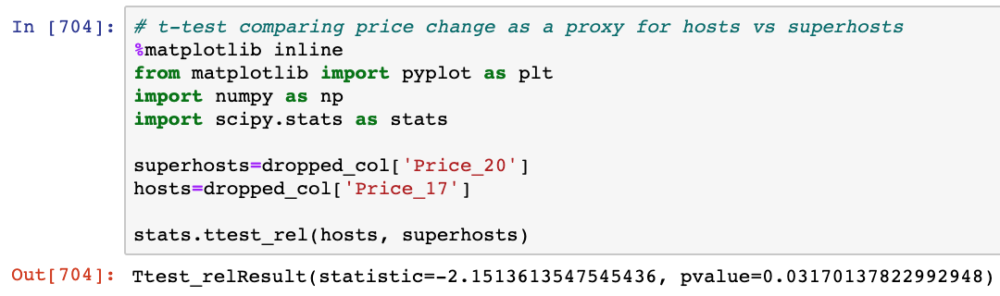 In [704]: # t-test comparing price change as a proxy for hosts vs superhosts
%matplotlib inline
from matplotlib import pyplot as plt
import numpy as np
import scipy.stats as stats
superhosts=dropped_col['Price_20']
hosts=dropped_col['Price_17']
stats.ttest_rel(hosts, superhosts)
Out[704]: Ttest_relResult(statistic=-2.1513613547545436, pvalue=0.03170137822992948)